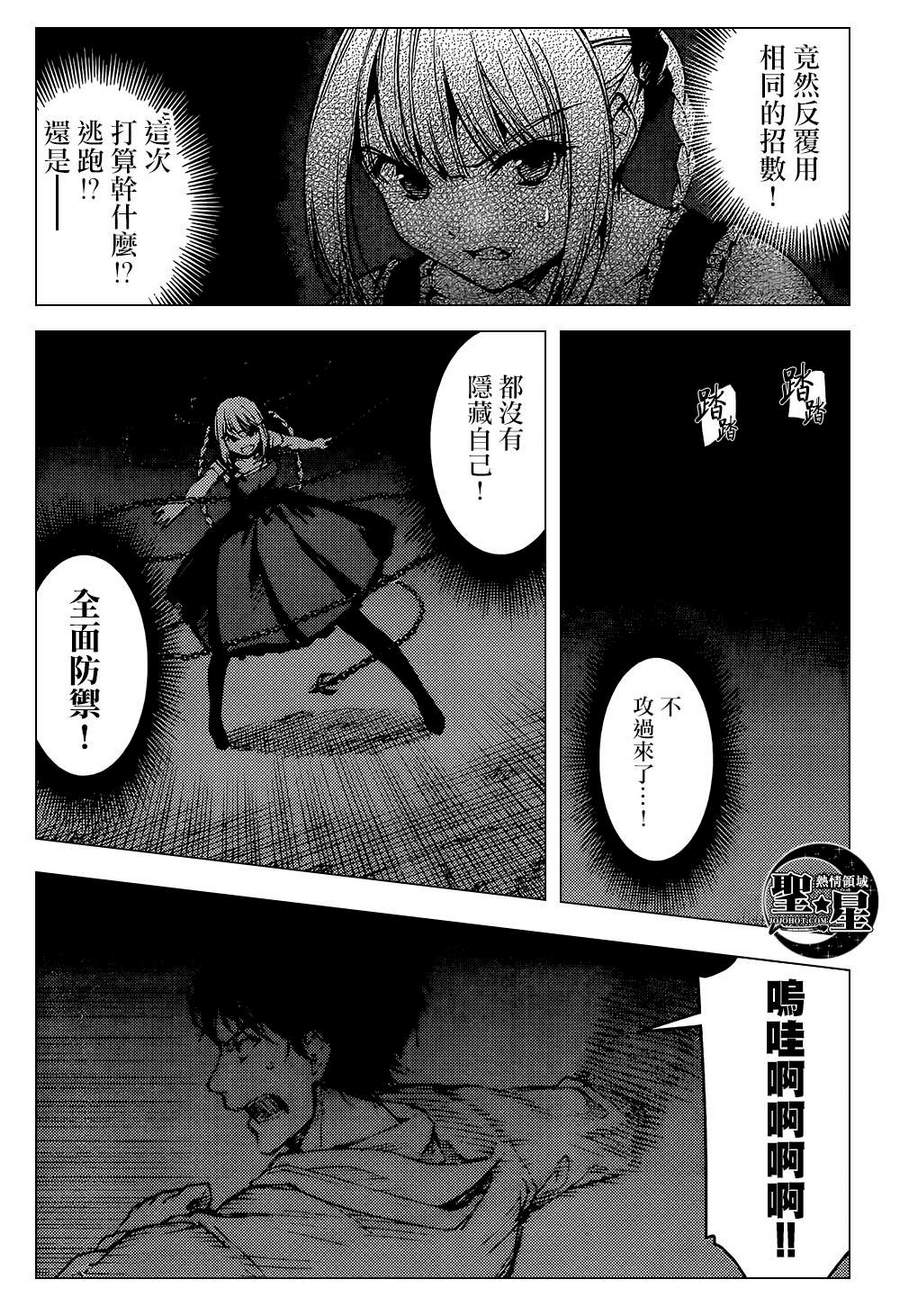 竟然反覆用
相同的招數！
這次
打算幹什麼!?
逃跑!?
還是——
踏踏
踏踏
不
攻過來了…！
都沒有
隱藏自己！
全面防禦！
熱情領域
聖★星
JOJOHOT.COM
嗚哇啊啊啊啊!!